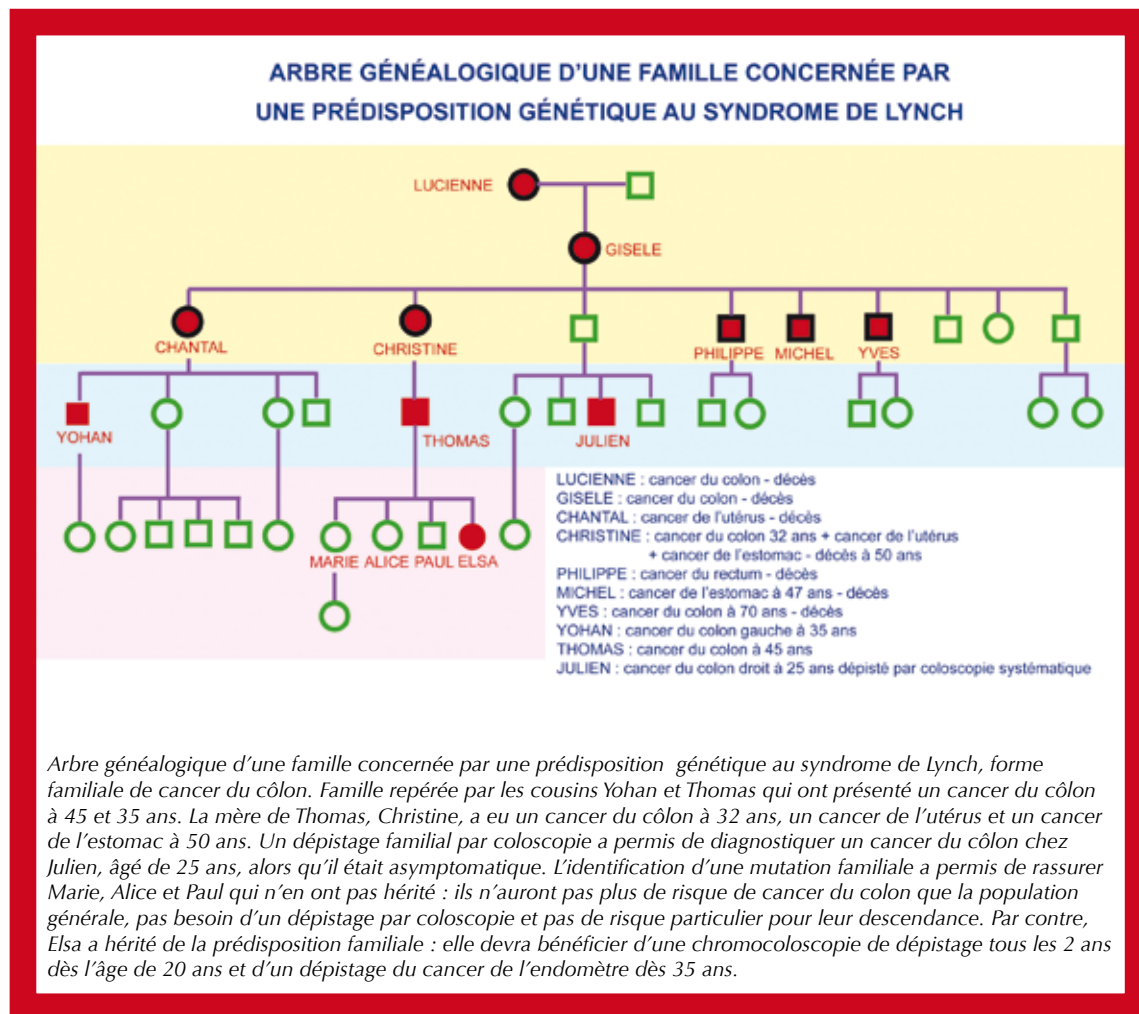 ARBRE GÉNÉALOGIQUE D'UNE FAMILLE CONCERNÉE PAR
UNE PRÉDISPOSITION GÉNÉTIQUE AU SYNDROME DE LYNCH
LUCIENNE
GISELE
CHANTAL
CHRISTINE
PHILIPPE
MICHEL
YVES
YOHAN
THOMAS
JULIEN
MARIE
ALICE
PAUL
ELSA
LUCIENNE : cancer du colon - décès
GISELE : cancer du colon - décès
CHANTAL : cancer de l'utérus - décès
CHRISTINE : cancer du colon 32 ans + cancer de l'utérus
+ cancer de l'estomac - décès à 50 ans
PHILIPPE : cancer du rectum - décès
MICHEL : cancer de l'estomac à 47 ans - décès
YVES : cancer du colon à 70 ans - décès
YOHAN : cancer du colon gauche à 35 ans
THOMAS : cancer du colon à 45 ans
JULIEN : cancer du colon droit à 25 ans dépisté par coloscopie systématique
Arbre généalogique d'une famille concernée par une prédisposition génétique au syndrome de Lynch, forme
familiale de cancer du côlon. Famille repérée par les cousins Yohan et Thomas qui ont présenté un cancer du côlon
à 45 et 35 ans. La mère de Thomas, Christine, a eu un cancer du côlon à 32 ans, un cancer de l'utérus et un cancer
de l'estomac à 50 ans. Un dépistage familial par coloscopie a permis de diagnostiquer un cancer du côlon chez
Julien, âgé de 25 ans, alors qu'il était asymptomatique. L'identification d'une mutation familiale a permis de rassurer
Marie, Alice et Paul qui n'en ont pas hérité : ils n'auront pas plus de risque de cancer du colon que la population
générale, pas besoin d'un dépistage par coloscopie et pas de risque particulier pour leur descendance. Par contre,
Elsa a hérité de la prédisposition familiale : elle devra bénéficier d'une chromocoloscopie de dépistage tous les 2 ans
dès l'âge de 20 ans et d'un dépistage du cancer de l'endomètre dès 35 ans.